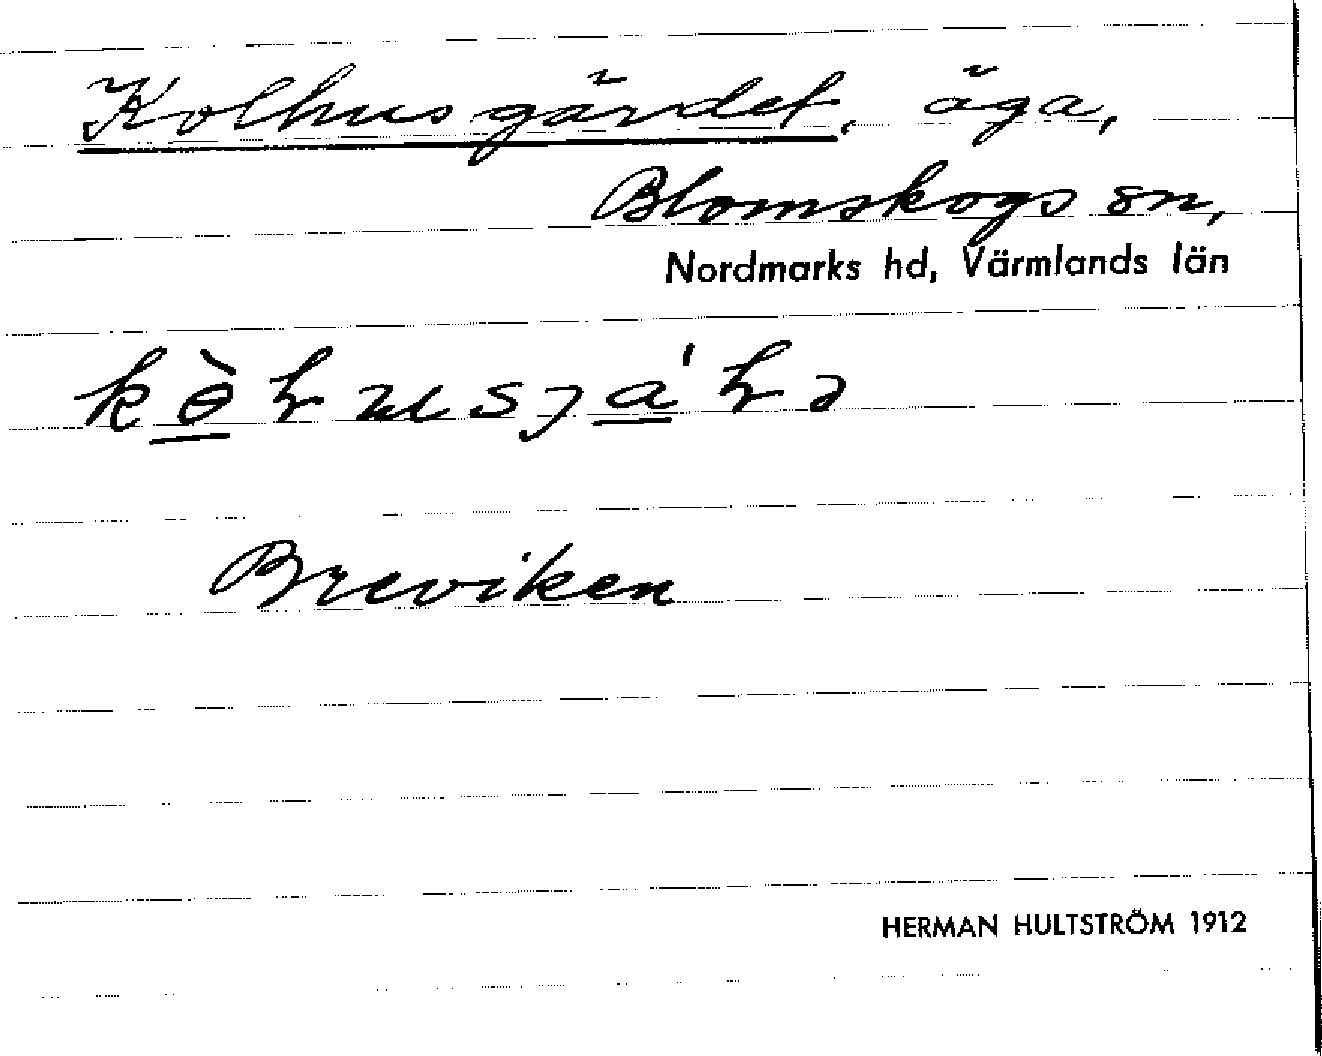 Kolhusgärdet, äga,
Blomskogs sn,
Nordmarks hd, Värmlands län
Breviken
HERMAN HULTSTRÖM 1912